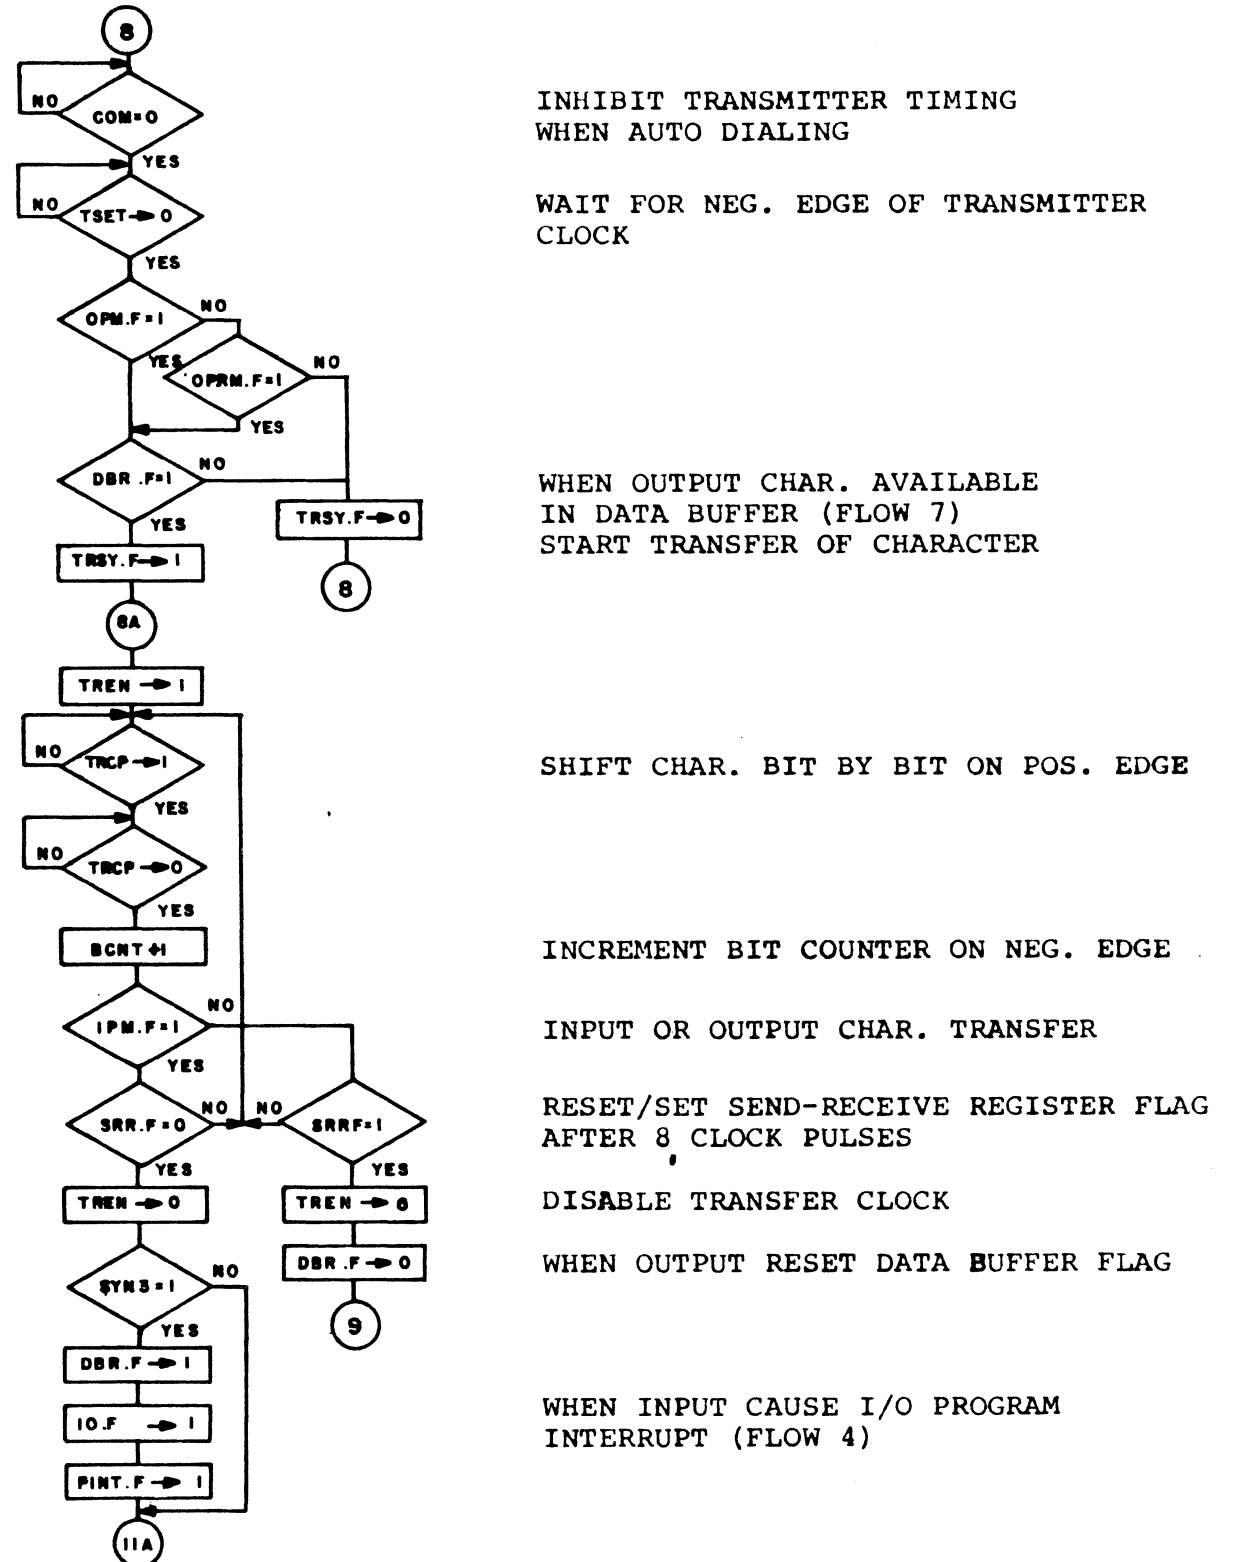 8
NO
COM=0
INHIBIT TRANSMITTER TIMING
WHEN AUTO DIALING
YES
NO
TSET→0
WAIT FOR NEG. EDGE OF TRANSMITTER
CLOCK
YES
OPM.F=1
NO
YES
OPRM.F=1
NO
YES
DBR.F=1
NO
WHEN OUTPUT CHAR. AVAILABLE
IN DATA BUFFER (FLOW 7)
START TRANSFER OF CHARACTER
YES
TRSY.F→0
TRSY.F→1
8
8A
TREN→1
NO
TRCP→1
SHIFT CHAR. BIT BY BIT ON POS. EDGE
YES
NO
TRCP→0
YES
BCNT+1
INCREMENT BIT COUNTER ON NEG. EDGE
IPM.F=1
NO
INPUT OR OUTPUT CHAR. TRANSFER
YES
SRR.F=0
NO
NO
SRRF=1
RESET/SET SEND-RECEIVE REGISTER FLAG
AFTER 8 CLOCK PULSES
YES
YES
TREN→0
TREN→0
DISABLE TRANSFER CLOCK
DBR.F→0
WHEN OUTPUT RESET DATA BUFFER FLAG
SYN3=1
NO
9
YES
DBR.F→1
IO.F →1
WHEN INPUT CAUSE I/O PROGRAM
INTERRUPT (FLOW 4)
PINT.F→1
11A